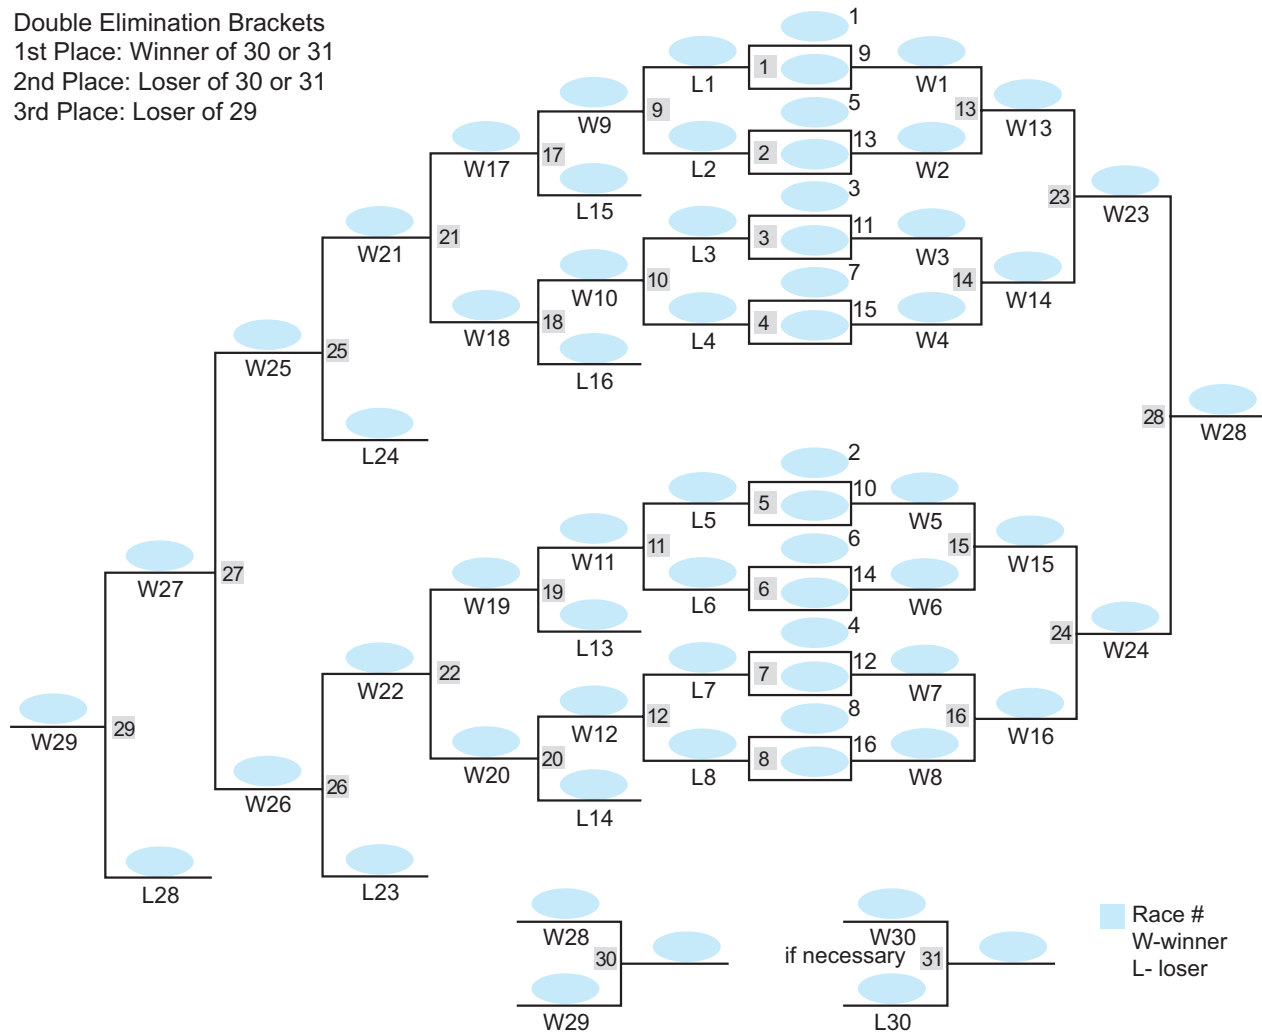 Double Elimination Brackets
1st Place: Winner of 30 or 31
2nd Place: Loser of 30 or 31
3rd Place: Loser of 29
1
L1 1 9 W1
W9 9 13 W13
5
L2 2 13 W2
W17 17
L15
3
L3 3 11 W3
W21 21 23 W23
W10 10 14 W14
7
L4 4 15 W4
W18 18
L16
W25 25
28 W28
L24
2
L5 5 10 W5
W11 11 15 W15
6
L6 6 14 W6
W19 19
L13
W27 27
4
L7 7 12 W7
24 W24
W22 22
W12 12 16 W16
8
L8 8 16 W8
W20 20
L14
W29 29
W26 26
L28
L23
W28
30
W29
W30
if necessary 31
L30
Race #
W-winner
L- loser